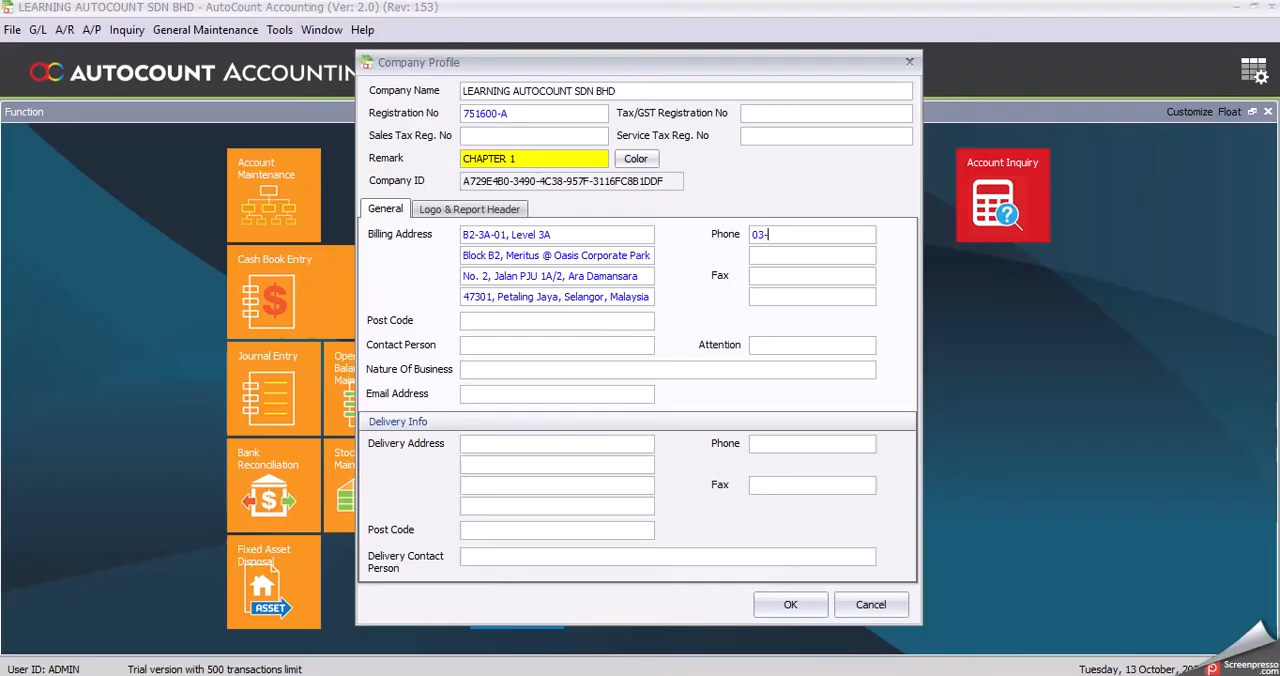 LEARNING AUTOCOUNT SDN BHD - AutoCount Accounting (Ver: 2.0) (Rev: 153)
File G/L A/R A/P Inquiry General Maintenance Tools Window Help
AUTOCOUNT ACCOUNTIN
Function
Customize Float
Company Profile
Company Name LEARNING AUTOCOUNT SDN BHD
Registration No 751600-A Tax/GST Registration No
Sales Tax Reg. No Service Tax Reg. No
Remark CHAPTER 1 Color
Company ID A729E4B0-3490-4C38-957F-3116FC8B1DDF
General Logo & Report Header
Billing Address B2-3A-01, Level 3A Phone 03-
Block B2, Meritus @ Oasis Corporate Park
No. 2, Jalan PJU 1A/2, Ara Damansara Fax
47301, Petaling Jaya, Selangor, Malaysia
Post Code
Contact Person Attention
Nature Of Business
Email Address
Delivery Info
Delivery Address Phone
Fax
Post Code
Delivery Contact
Person
OK Cancel
Account
Maintenance
Cash Book Entry
Journal Entry
Bank
Reconciliation
Fixed Asset
Disposal
ASSET
Account Inquiry
User ID: ADMIN Trial version with 500 transactions limit Tuesday, 13 October,
Screenpresso
.com